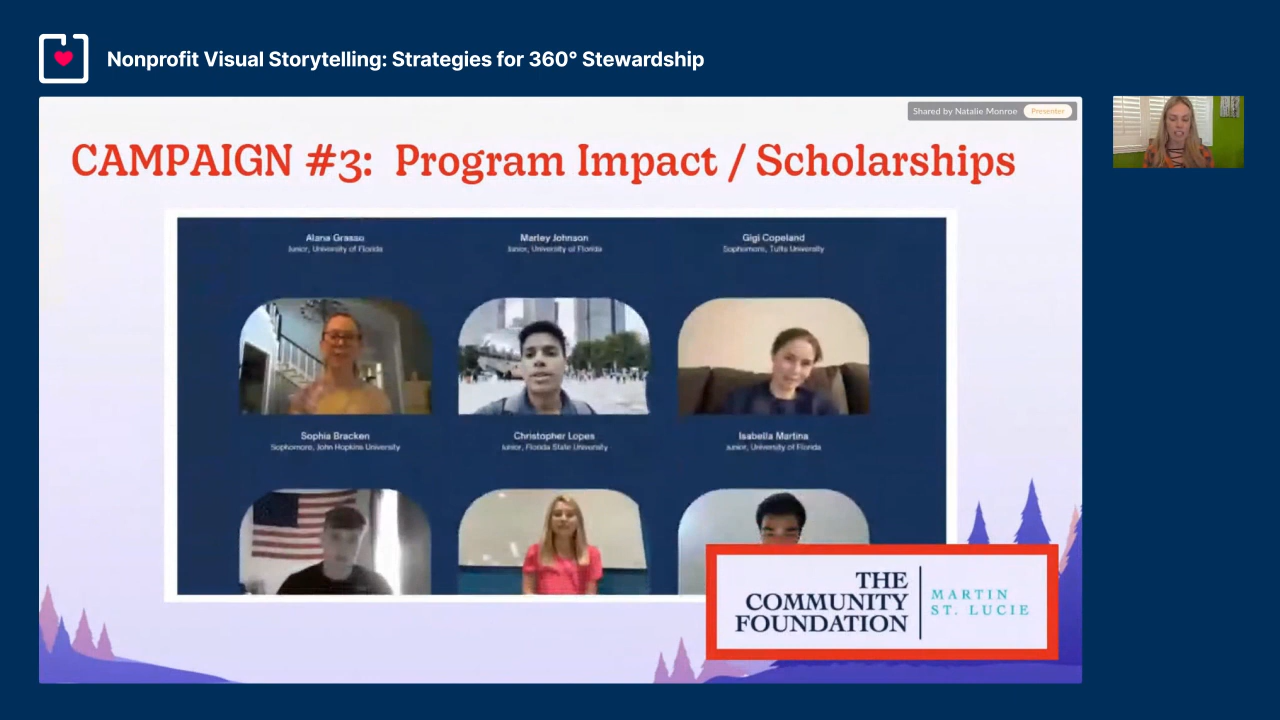 Nonprofit Visual Storytelling: Strategies for 360° Stewardship
Shared by Natalie Monroe Presenter
CAMPAIGN #3: Program Impact / Scholarships
Alana Grasso
Junior, University of Florida
Marley Johnson
Junior, University of Florida
Gigi Copeland
Sophomore, Tufts University
Sophia Bracken
Sophomore, John Hopkins University
Christopher Lopes
Junior, Florida State University
Isabella Martina
Junior, University of Florida
THE
COMMUNITY
FOUNDATION
MARTIN
ST. LUCIE